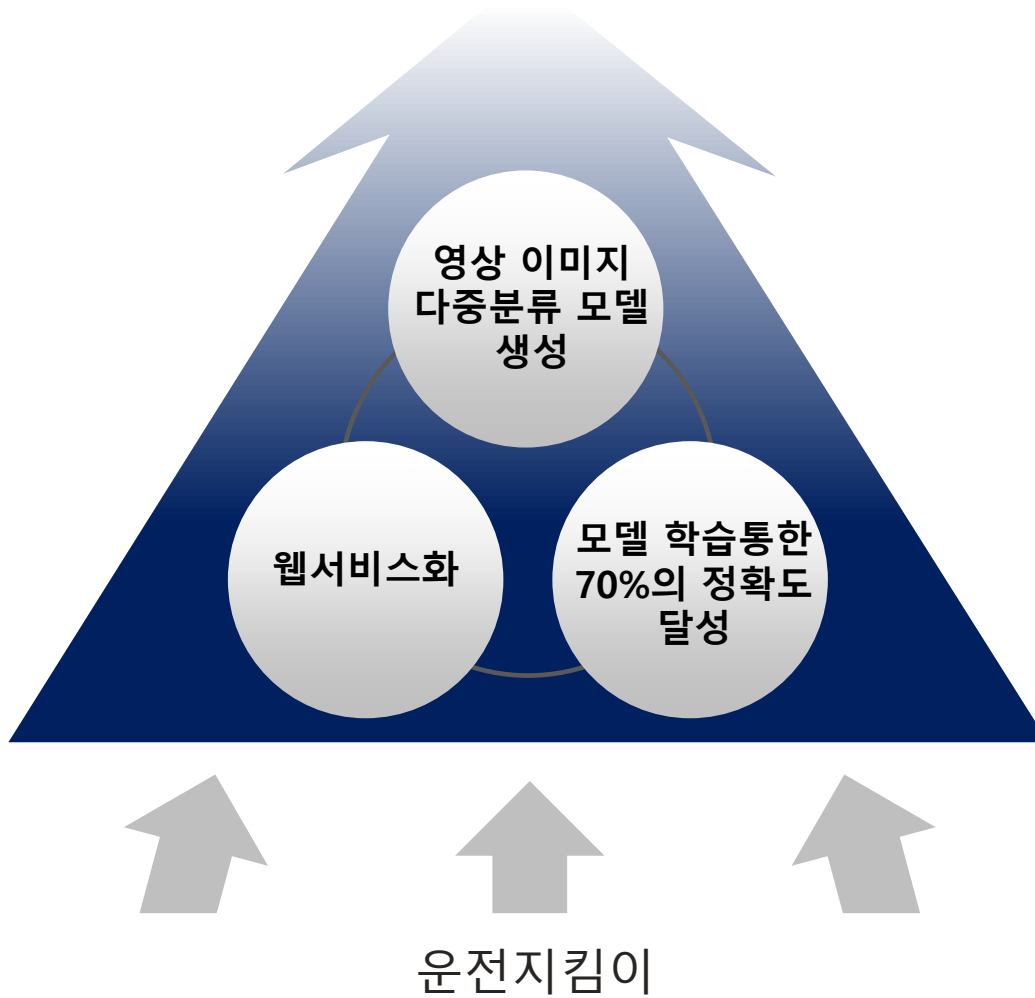 영상 이미지
다중분류 모델
생성
웹서비스화
모델 학습통한
70%의 정확도
달성
운전지킴이